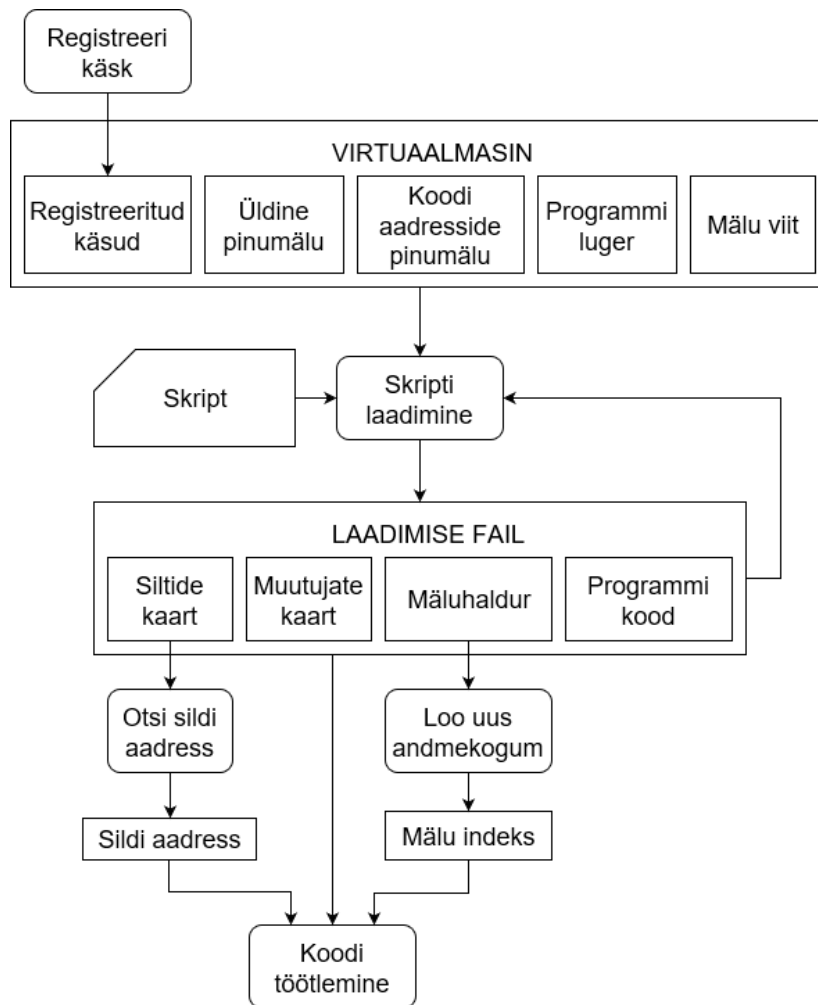 Registreeri
käsk
VIRTUAALMASIN
Registreeritud
käsud
Üldine
pinumälu
Koodi
aadresside
pinumälu
Programmi
luger
Mälu viit
Skript
Skripti
laadimine
LAADIMISE FAIL
Siltide
kaart
Muutujate
kaart
Mäluhaldur
Programmi
kood
Otsi sildi
aadress
Loo uus
andmekogum
Sildi aadress
Mälu indeks
Koodi
töötlemine